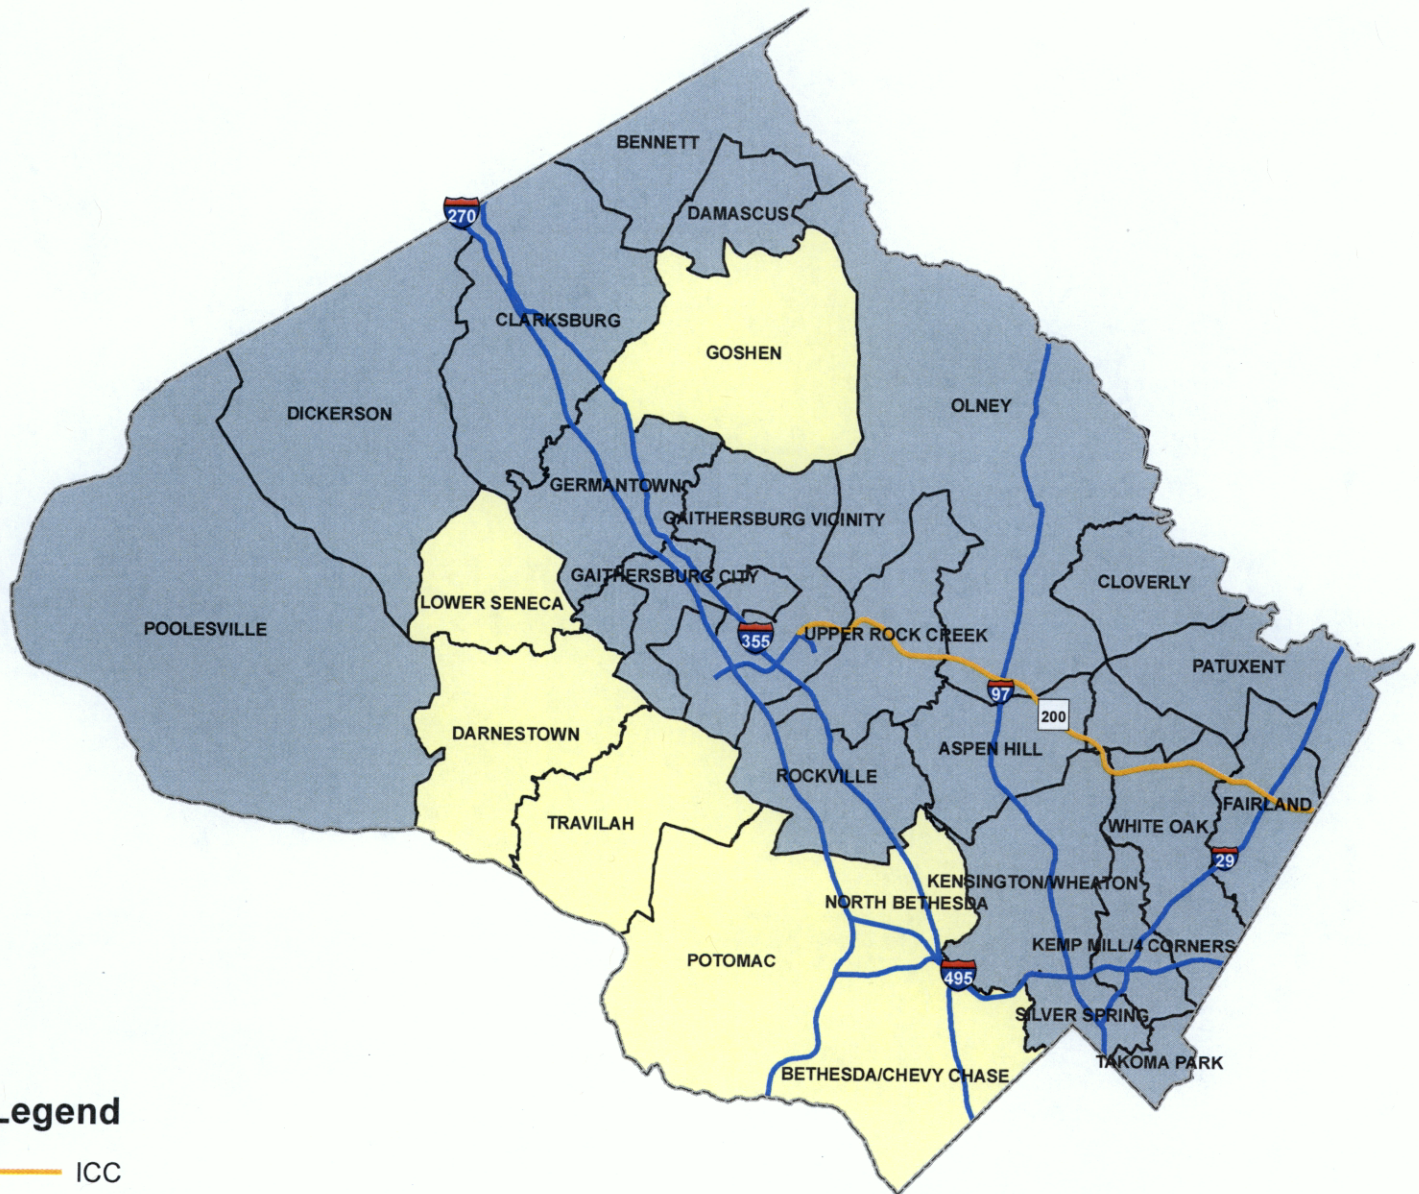 BENNETT
270
DAMASCUS
CLARKSBURG
GOSHEN
OLNEY
DICKERSON
GERMANTOWN
GAITHERSBURG VICINITY
GAITHERSBURG CITY
CLOVERLY
LOWER SENECA
POOLESVILLE
355
UPPER ROCK CREEK
PATUXENT
97
200
DARNESTOWN
ASPEN HILL
ROCKVILLE
FAIRLAND
TRAVILAH
WHITE OAK
29
KENSINGTON/WHEATON
NORTH BETHESDA
KEMP MILL/4 CORNERS
POTOMAC
495
SILVER SPRING
TAKOMA PARK
BETHESDA/CHEVY CHASE
Legend
ICC